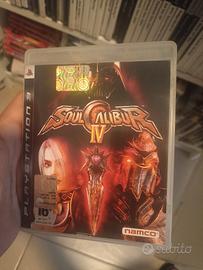 PLAYSTATION 3
SOULCALIBUR
IV
namco
subito